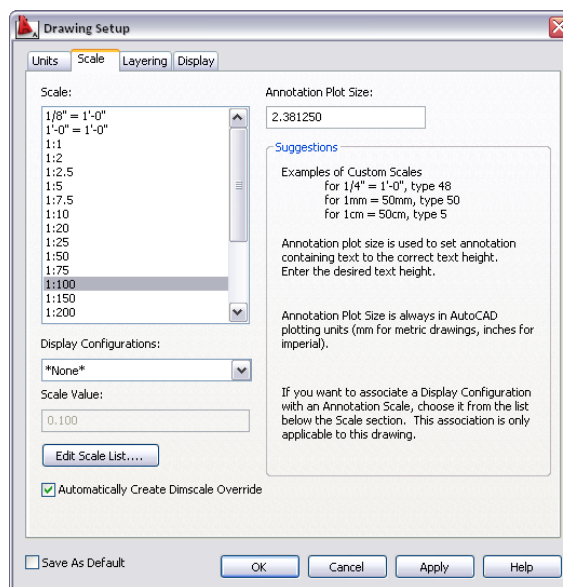 Drawing Setup
Units Scale Layering Display
Scale:
1/8" = 1'-0"
1'-0" = 1'-0"
1:1
1:2
1:2.5
1:5
1:7.5
1:10
1:20
1:25
1:50
1:75
1:100
1:150
1:200
Display Configurations:
*None*
Scale Value:
0.100
Edit Scale List....
Automatically Create Dimscale Override
Annotation Plot Size:
2.381250
Suggestions
Examples of Custom Scales
for 1/4" = 1'-0", type 48
for 1mm = 50mm, type 50
for 1cm = 50cm, type 5
Annotation plot size is used to set annotation
containing text to the correct text height.
Enter the desired text height.
Annotation Plot Size is always in AutoCAD
plotting units (mm for metric drawings, inches for
imperial).
If you want to associate a Display Configuration
with an Annotation Scale, choose it from the list
below the Scale section. This association is only
applicable to this drawing.
Save As Default
OK Cancel Apply Help